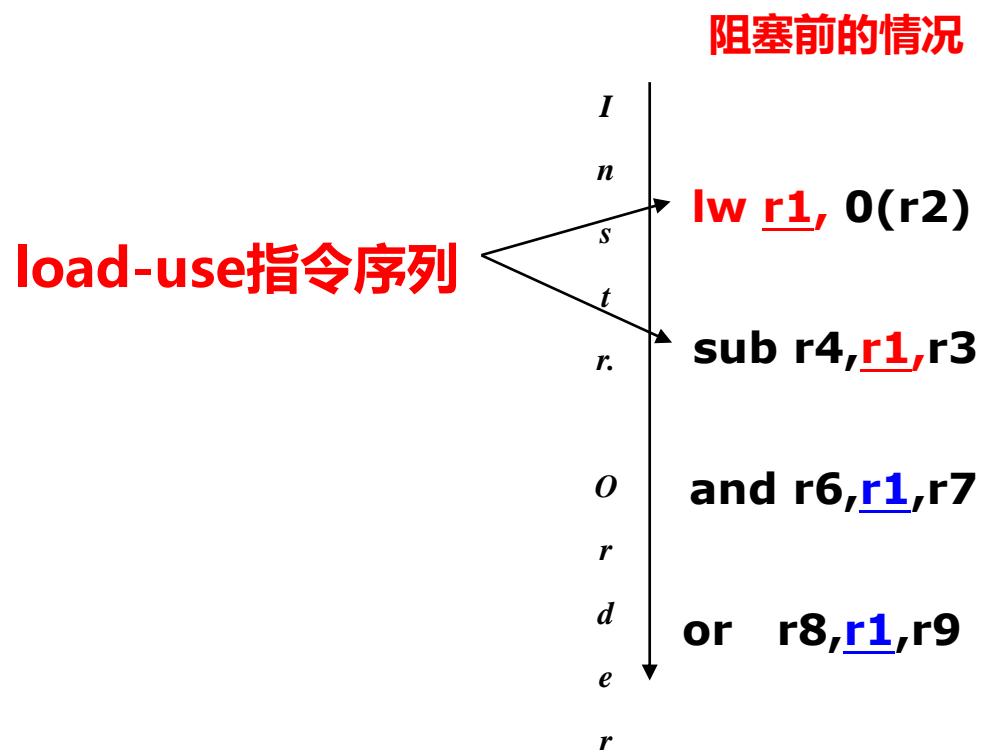 阻塞前的情况
I
n
s
t
r.
O
r
d
e
r
lw r1, 0(r2)
load-use指令序列
sub r4,r1,r3
and r6,r1,r7
or r8,r1,r9